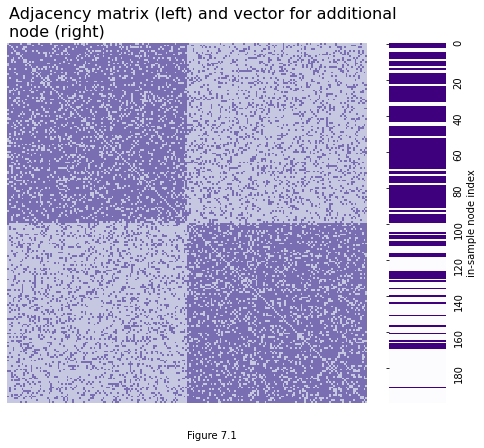 Adjacency matrix (left) and vector for additional
node (right)
0
20
40
60
80
100
120
140
160
180
in-sample node index
Figure 7.1